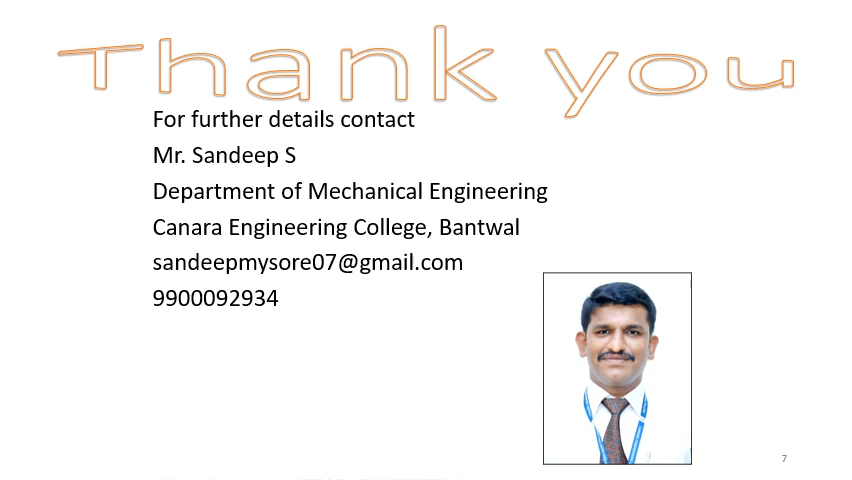 Thank you
For further details contact
Mr. Sandeep S
Department of Mechanical Engineering
Canara Engineering College, Bantwal
sandeepmysore07@gmail.com
9900092934
7